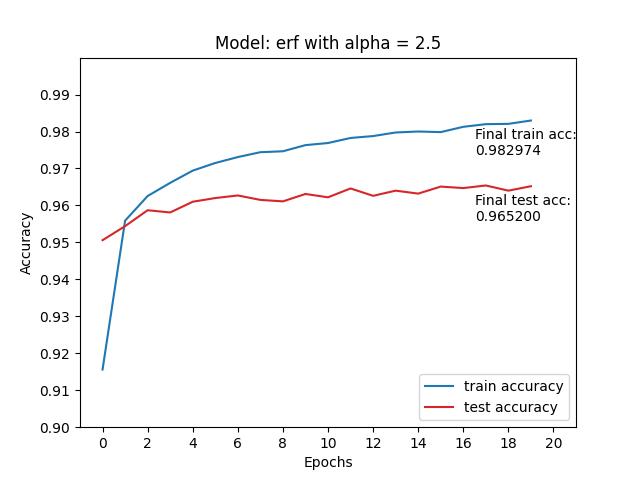 Model: erf with alpha = 2.5
0.99
0.98
0.97
0.96
0.95
0.94
0.93
0.92
0.91
0.90
Accuracy
Final train acc:
0.982974
Final test acc:
0.965200
train accuracy
test accuracy
0 2 4 6 8 10 12 14 16 18 20
Epochs